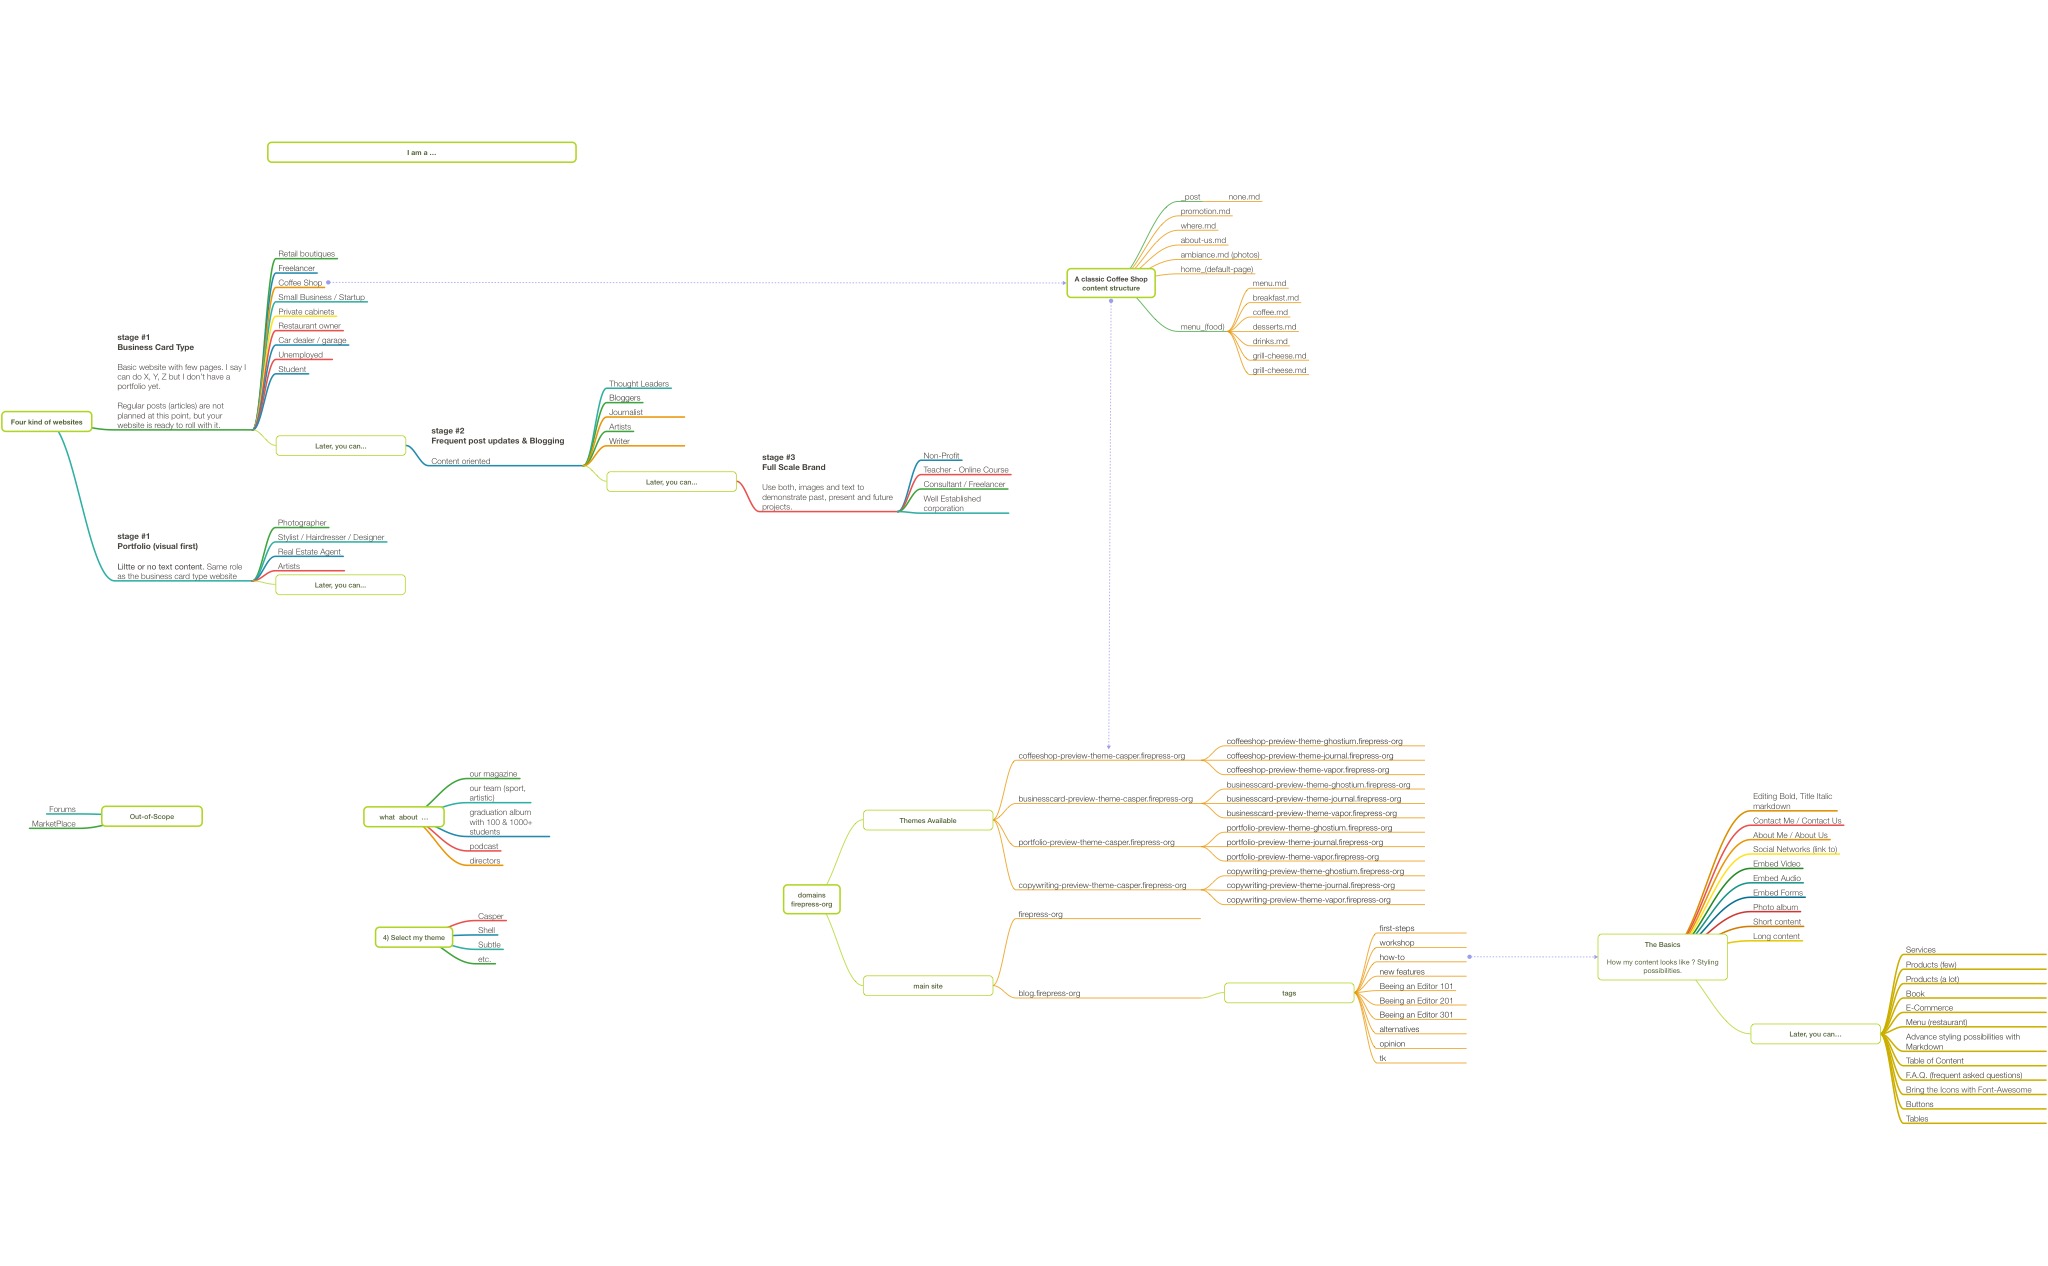 I am a ...
Four kind of websites
stage #1
Business Card Type
Basic website with few pages. I say I
can do X, Y, Z but I don't have a
portfolio yet.
Regular posts (articles) are not
planned at this point, but your
website is ready to roll with it.
Retail boutiques
Freelancer
Coffee Shop
Small Business / Startup
Private cabinets
Restaurant owner
Car dealer / garage
Unemployed
Student
Later, you can...
stage #2
Frequent post updates & Blogging
Content oriented
Thought Leaders
Bloggers
Journalist
Artists
Writer
Later, you can...
stage #3
Full Scale Brand
Use both, images and text to
demonstrate past, present and future
projects.
Non-Profit
Teacher - Online Course
Consultant / Freelancer
Well Established
corporation
stage #1
Portfolio (visual first)
Liltte or no text content. Same role
as the business card type website
Photographer
Stylist / Hairdresser / Designer
Real Estate Agent
Artists
Later, you can...
A classic Coffee Shop
content structure
_post
none.md
promotion.md
where.md
about-us.md
ambiance.md (photos)
home_(default-page)
menu_(food)
menu.md
breakfast.md
coffee.md
desserts.md
drinks.md
grill-cheese.md
grill-cheese.md
Out-of-Scope
Forums
MarketPlace
what about ...
our magazine
our team (sport,
artistic)
graduation album
with 100 & 1000+
students
podcast
directors
4) Select my theme
Casper
Shell
Subtle
etc.
domains
firepress-org
Themes Available
coffeeshop-preview-theme-casper.firepress-org
coffeeshop-preview-theme-ghostium.firepress-org
coffeeshop-preview-theme-journal.firepress-org
coffeeshop-preview-theme-vapor.firepress-org
businesscard-preview-theme-casper.firepress-org
businesscard-preview-theme-ghostium.firepress-org
businesscard-preview-theme-journal.firepress-org
businesscard-preview-theme-vapor.firepress-org
portfolio-preview-theme-casper.firepress-org
portfolio-preview-theme-ghostium.firepress-org
portfolio-preview-theme-journal.firepress-org
portfolio-preview-theme-vapor.firepress-org
copywriting-preview-theme-casper.firepress-org
copywriting-preview-theme-ghostium.firepress-org
copywriting-preview-theme-journal.firepress-org
copywriting-preview-theme-vapor.firepress-org
main site
firepress-org
blog.firepress-org
tags
first-steps
workshop
how-to
new features
Beeing an Editor 101
Beeing an Editor 201
Beeing an Editor 301
alternatives
opinion
tk
The Basics
How my content looks like ? Styling
possibilities.
Editing Bold, Title Italic
markdown
Contact Me / Contact Us
About Me / About Us
Social Networks (link to)
Embed Video
Embed Audio
Embed Forms
Photo album
Short content
Long content
Later, you can...
Services
Products (few)
Products (a lot)
Book
E-Commerce
Menu (restaurant)
Advance styling possibilities with
Markdown
Table of Content
F.A.Q. (frequent asked questions)
Bring the Icons with Font-Awesome
Buttons
Tables